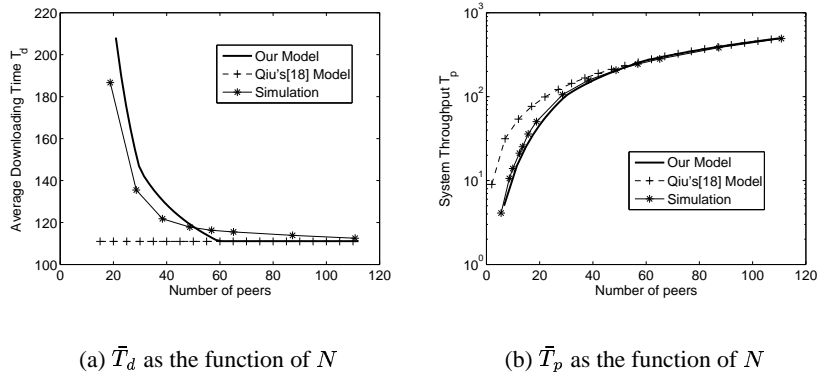 220
200
180
160
140
120
100
0 20 40 60 80 100 120
Number of peers
Average Downloading Time T_d
Our Model
Qiu's[18] Model
Simulation
10^3
10^2
10^1
10^0
0 20 40 60 80 100 120
Number of peers
System Throughput T_p
Our Model
Qiu's[18] Model
Simulation
(a) T̄_d as the function of N
(b) T̄_p as the function of N